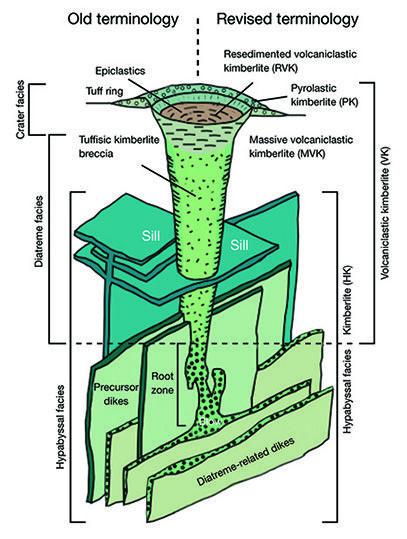 Old terminology
Revised terminology
Resedimented volcaniclastic
kimberlite (RVK)
Epiclastics
Tuff ring
Pyrolastic
kimberlite (PK)
Crater facies
Tuffisic kimberlite
breccia
Massive volcaniclastic
kimberlite (MVK)
Diatreme facies
Volcaniclastic kimberlite (VK)
Sill
Sill
Kimberlite (HK)
Hypabyssal facies
Precursor
dikes
Root
zone
Blow
Hypabyssal facies
Diatreme-related dikes